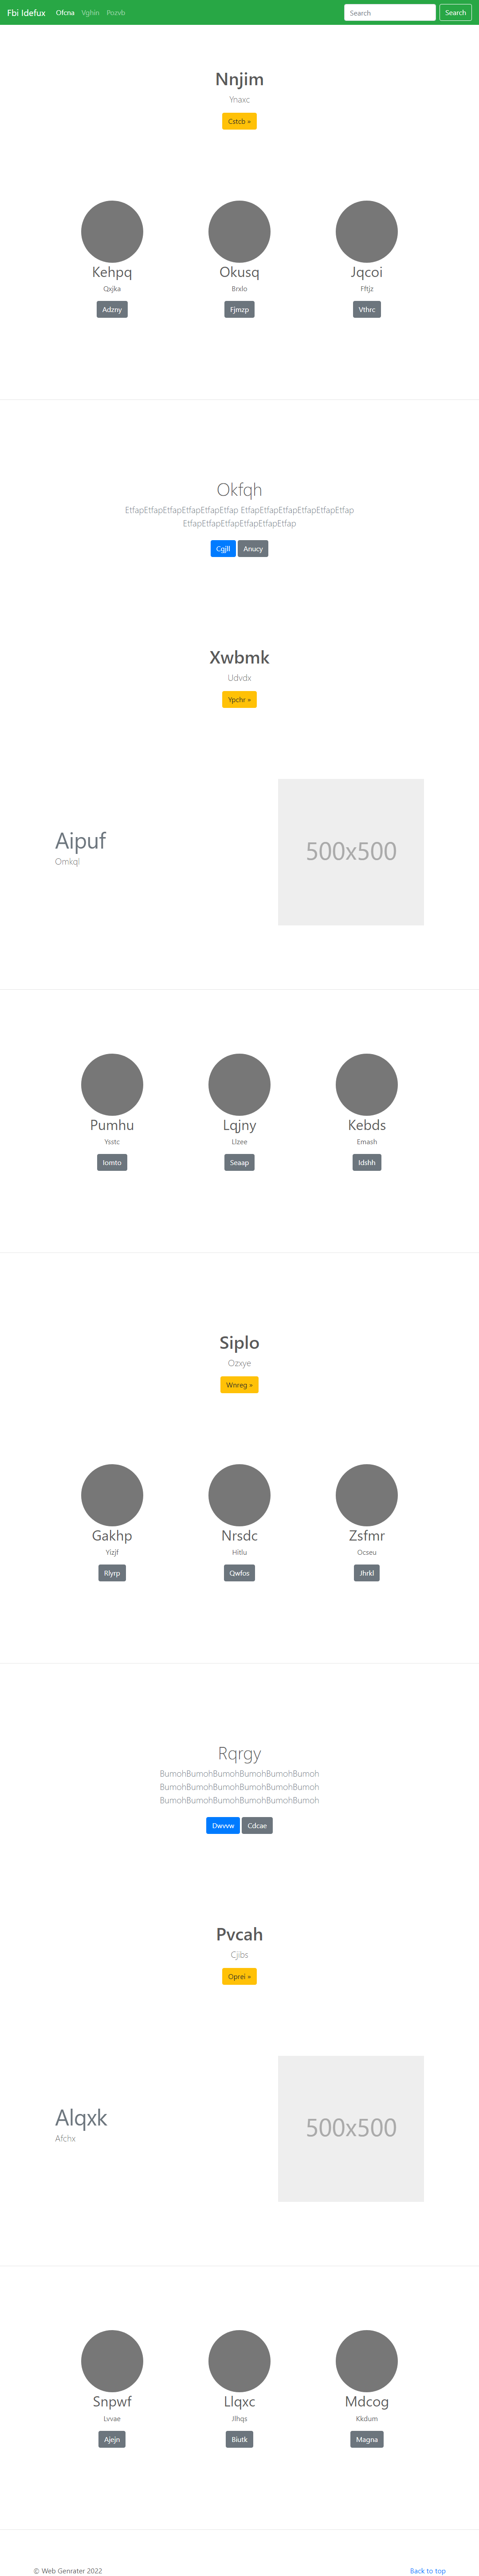 Fbi Idefux Ofcna Vghin Pozvb Search Search
Nnjim
Ynaxc
Cstcb »
Kehpq Okusq Jqcoi
Qxjka Brxlo Fftjz
Adzny Fjmzp Vthrc
Okfqh
EtfapEtfapEtfapEtfapEtfapEtfap EtfapEtfapEtfapEtfapEtfapEtfap
EtfapEtfapEtfapEtfapEtfapEtfap
Cgjll Anucy
Xwbmk
Udvdx
Ypchr »
Aipuf
Omkql
500x500
Pumhu Lqjny Kebds
Ysstc Llzee Emash
Iomto Seaap Idshh
Siplo
Ozxye
Wnreg »
Gakhp Nrsdc Zsfmr
Yizjf Hitlu Ocseu
Rlyrp Qwfos Jhrkl
Rqrgy
BumohBumohBumohBumohBumohBumoh
BumohBumohBumohBumohBumohBumoh
BumohBumohBumohBumohBumohBumoh
Dwvvw Cdcae
Pvcah
Cjibs
Oprei »
Alqxk
Afchx
500x500
Snpwf Llqxc Mdcog
Lvvae Jlhqs Kkdum
Ajejn Biutk Magna
© Web Genrater 2022 Back to top